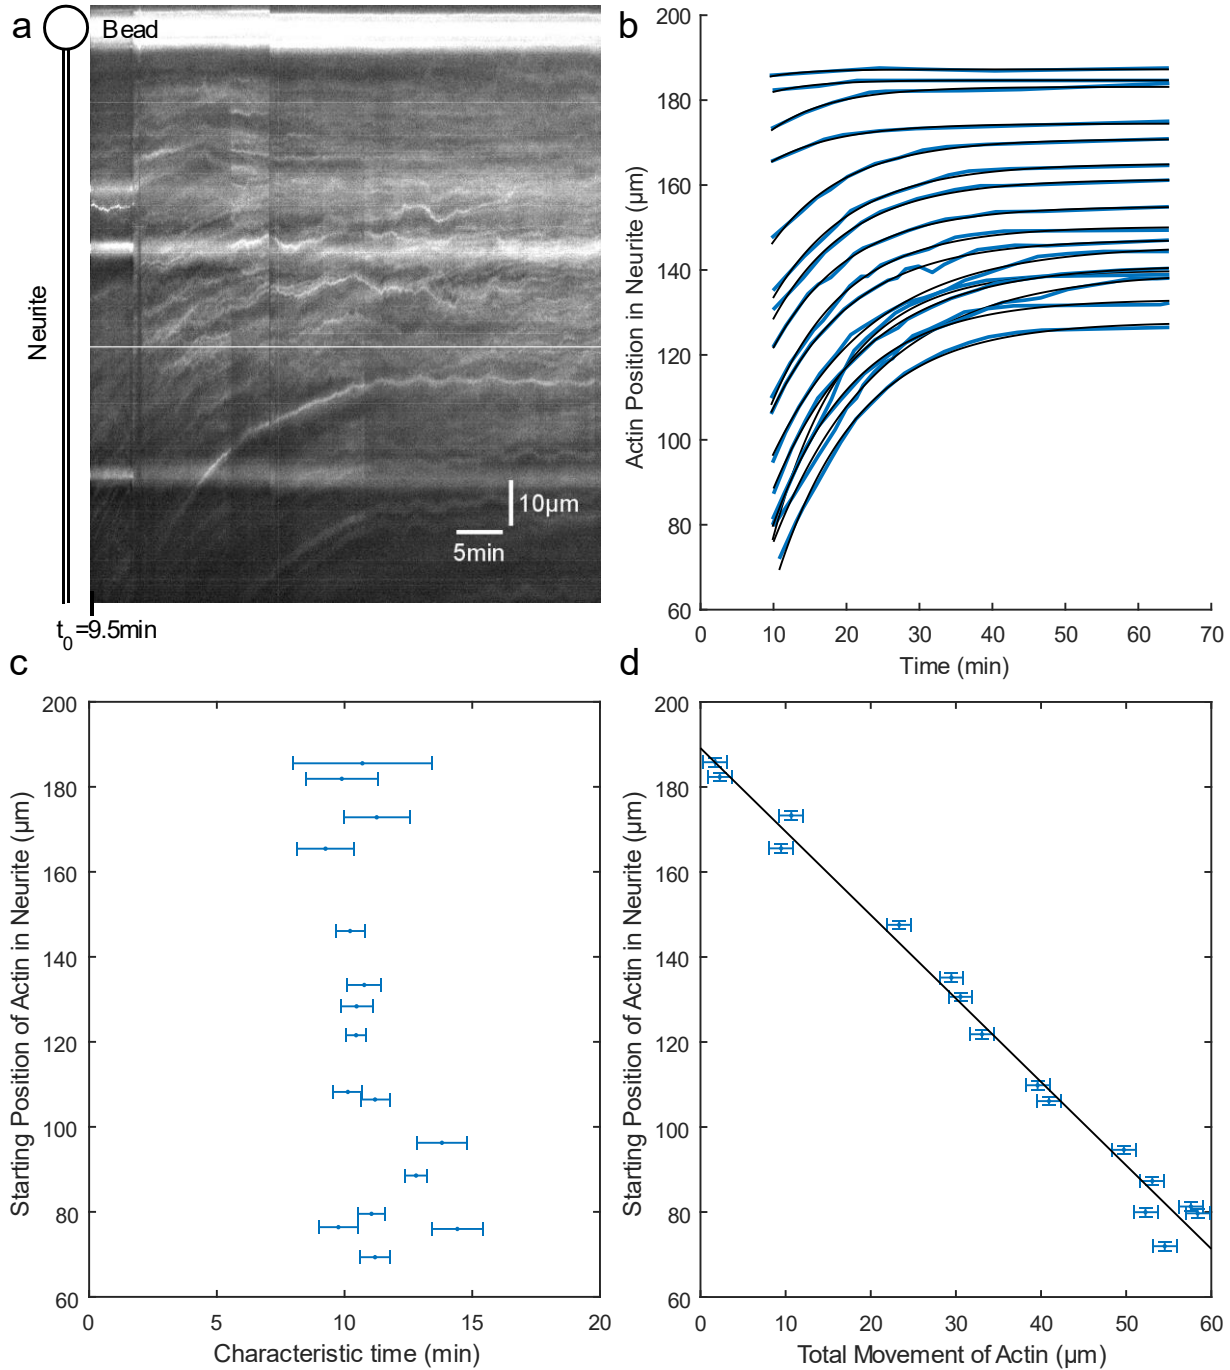 a
Bead
Neurite
10µm
5min
t0=9.5min
b
200
180
160
140
120
100
80
60
0 10 20 30 40 50 60 70
Actin Position in Neurite (µm)
Time (min)
c
200
180
160
140
120
100
80
60
0 5 10 15 20
Starting Position of Actin in Neurite (µm)
Characteristic time (min)
d
200
180
160
140
120
100
80
60
0 10 20 30 40 50 60
Starting Position of Actin in Neurite (µm)
Total Movement of Actin (µm)